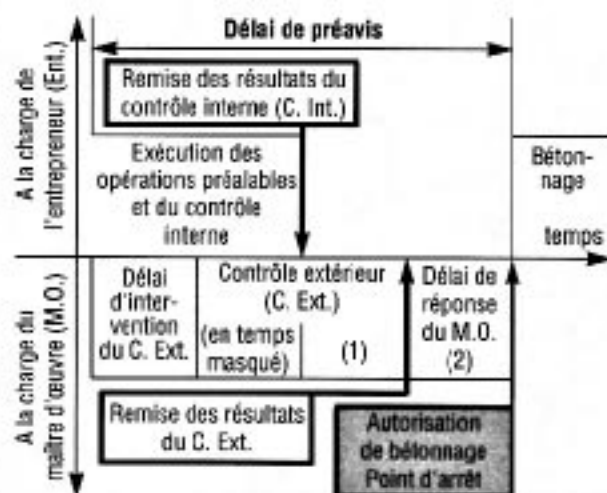 Délai de préavis
A la charge de
l'entrepreneur (Ent.)
Remise des résultats du
contrôle interne (C. Int.)
Exécution des
opérations préalables
et du contrôle
interne
Béton-
nage
temps
A la charge du
maître d'œuvre (M.O.)
Délai
d'inter-
vention
du C. Ext.
Contrôle extérieur
(C. Ext.)
(en temps
masqué)
(1)
Délai de
réponse
du M.O.
(2)
Remise des résultats
du C. Ext.
Autorisation
de bétonnage
Point d'arrêt